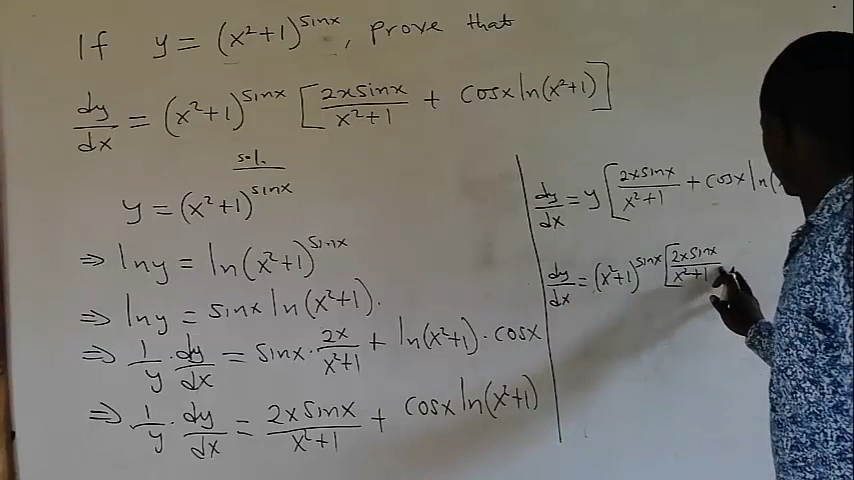 If y = (x²+1)^sinx, prove that
dy/dx = (x²+1)^sinx [2xsinx/x²+1 + cosx ln(x²+1)]
sol.
y = (x²+1)^sinx
⇒ lny = ln(x²+1)^sinx
⇒ lny = sinx ln(x²+1).
⇒ 1/y dy/dx = sinx · 2x/x²+1 + ln(x²+1) · cosx
⇒ 1/y · dy/dx = 2xsinx/x²+1 + cosx ln(x²+1)
dy/dx = y [2xsinx/x²+1 + cosx ln(
dy/dx = (x²+1)^sinx [2xsinx/x²+1